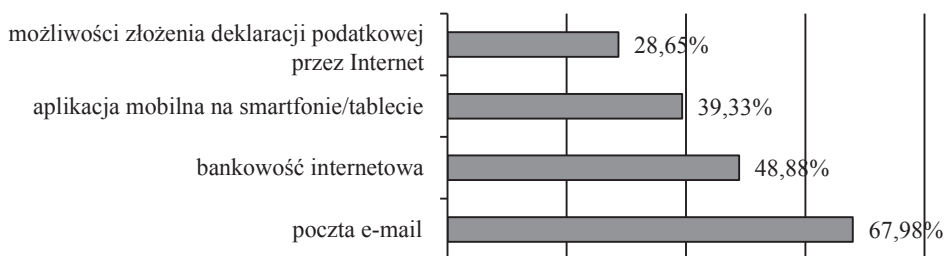 możliwości złożenia deklaracji podatkowej
przez Internet
28,65%
aplikacja mobilna na smartfonie/tablecie
39,33%
bankowość internetowa
48,88%
poczta e-mail
67,98%